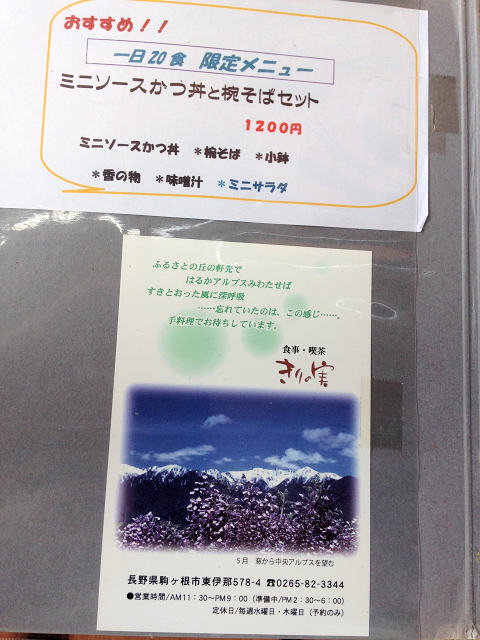 おすすめ！！
一日20食 限定メニュー
ミニソースかつ丼と椀そばセット
1200円
ミニソースかつ丼 ＊椀そば ＊小鉢
＊香の物 ＊味噌汁 ＊ミニサラダ
ふるさとの丘の軒先で
はるかアルプスみわたせば
すきとおった風に深呼吸
……忘れていたのは、この感じ……。
手料理でお待ちしています。
食事・喫茶
きりの実
5月 窓から中央アルプスを望む
長野県駒ヶ根市東伊那578-4 ☎0265-82-3344
●営業時間/AM11：30～PM9：00（準備中/PM2：30～6：00）
定休日/毎週水曜日・木曜日（予約のみ）